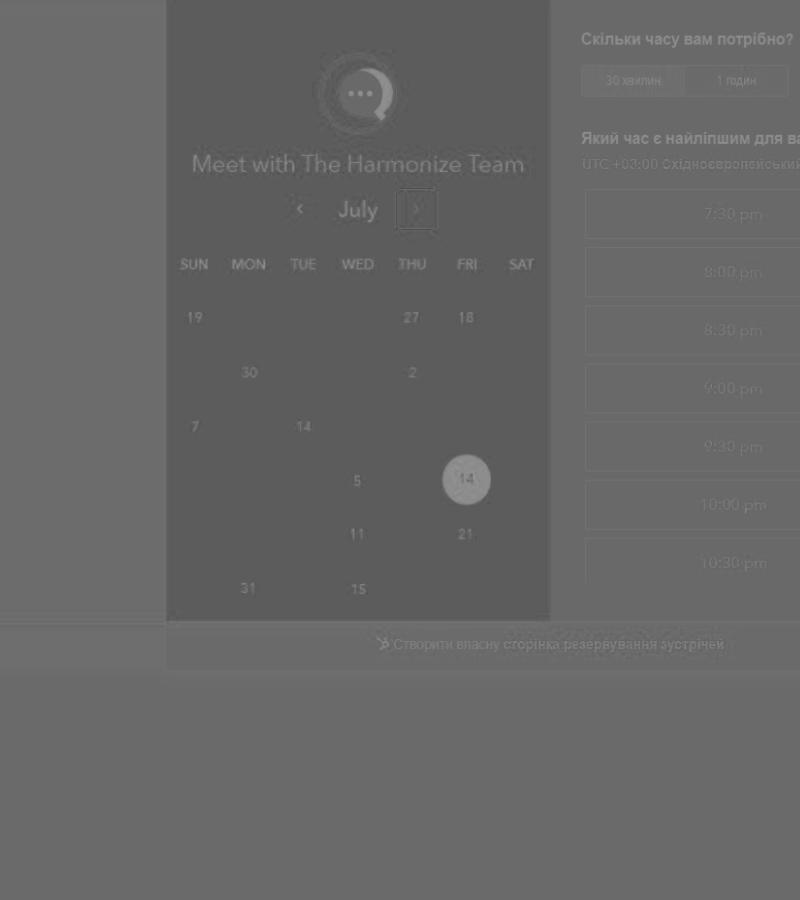 Meet with The Harmonize Team
July
SUN MON TUE WED THU FRI SAT
19 27 18
30 2
7 14
5 14
11 21
31 15
Скільки часу вам потрібно?
30 хвилин 1 годин
Який час є найліпшим для ва
UTC +03:00 Східноєвропейський
7:30 pm
8:00 pm
8:30 pm
9:00 pm
9:30 pm
10:00 pm
10:30 pm
Створити власну сторінка резервування зустрічей